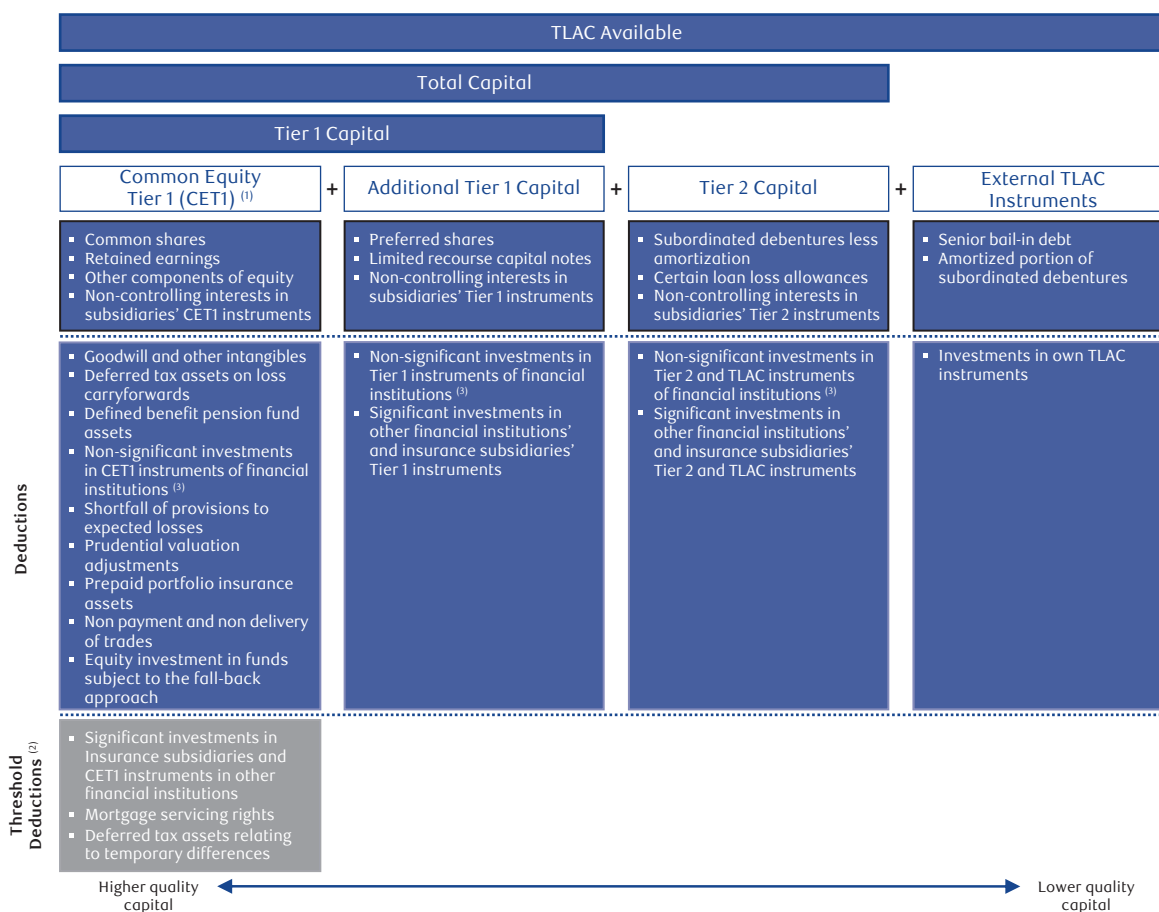 TLAC Available
Total Capital
Tier 1 Capital
Common Equity
Tier 1 (CET1) (1)
+
Additional Tier 1 Capital
+
Tier 2 Capital
+
External TLAC
Instruments
▪ Common shares
▪ Retained earnings
▪ Other components of equity
▪ Non-controlling interests in
subsidiaries' CET1 instruments
▪ Preferred shares
▪ Limited recourse capital notes
▪ Non-controlling interests in
subsidiaries' Tier 1 instruments
▪ Subordinated debentures less
amortization
▪ Certain loan loss allowances
▪ Non-controlling interests in
subsidiaries' Tier 2 instruments
▪ Senior bail-in debt
▪ Amortized portion of
subordinated debentures
Deductions
▪ Goodwill and other intangibles
▪ Deferred tax assets on loss
carryforwards
▪ Defined benefit pension fund
assets
▪ Non-significant investments
in CET1 instruments of financial
institutions (3)
▪ Shortfall of provisions to
expected losses
▪ Prudential valuation
adjustments
▪ Prepaid portfolio insurance
assets
▪ Non payment and non delivery
of trades
▪ Equity investment in funds
subject to the fall-back
approach
▪ Non-significant investments in
Tier 1 instruments of financial
institutions (3)
▪ Significant investments in
other financial institutions'
and insurance subsidiaries'
Tier 1 instruments
▪ Non-significant investments in
Tier 2 and TLAC instruments
of financial institutions (3)
▪ Significant investments in
other financial institutions'
and insurance subsidiaries'
Tier 2 and TLAC instruments
▪ Investments in own TLAC
instruments
Threshold
Deductions (2)
▪ Significant investments in
Insurance subsidiaries and
CET1 instruments in other
financial institutions
▪ Mortgage servicing rights
▪ Deferred tax assets relating
to temporary differences
Higher quality
capital
Lower quality
capital